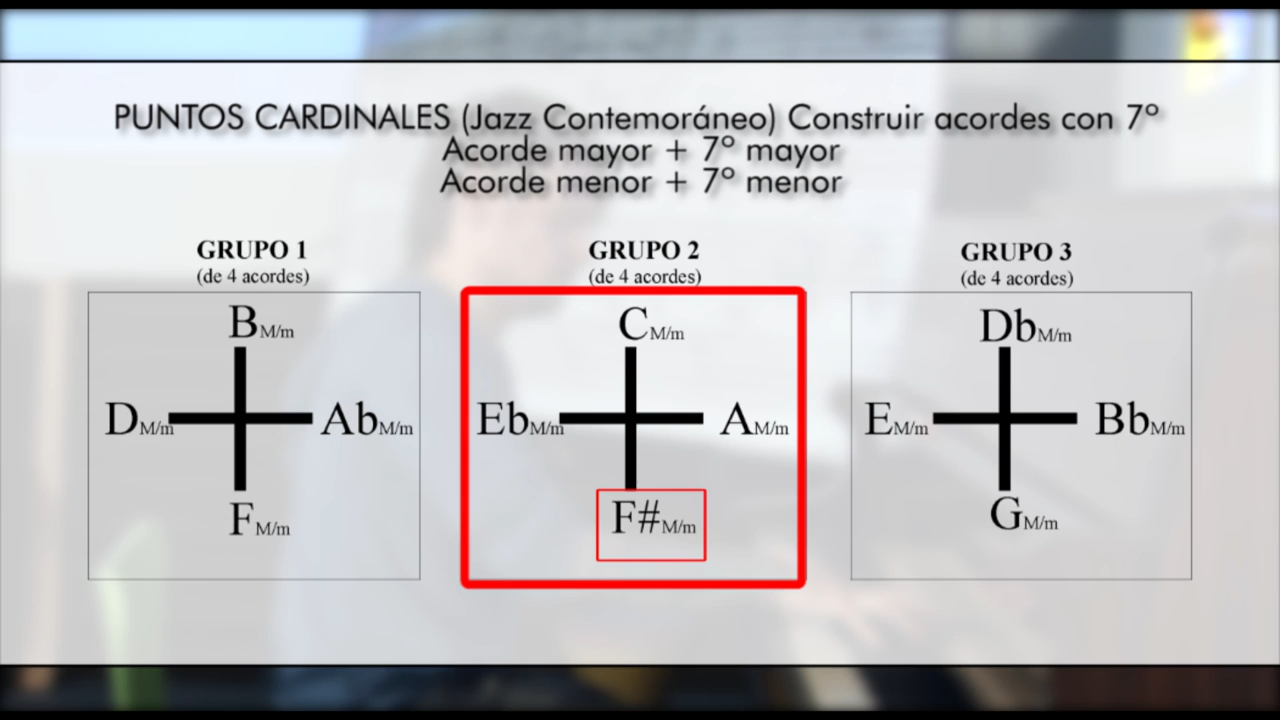 PUNTOS CARDINALES (Jazz Contemoráneo) Construir acordes con 7º
Acorde mayor + 7º mayor
Acorde menor + 7º menor
GRUPO 1
(de 4 acordes)
BM/m
DM/m
AbM/m
FM/m
GRUPO 2
(de 4 acordes)
CM/m
EbM/m
AM/m
F#M/m
GRUPO 3
(de 4 acordes)
DbM/m
EM/m
BbM/m
GM/m